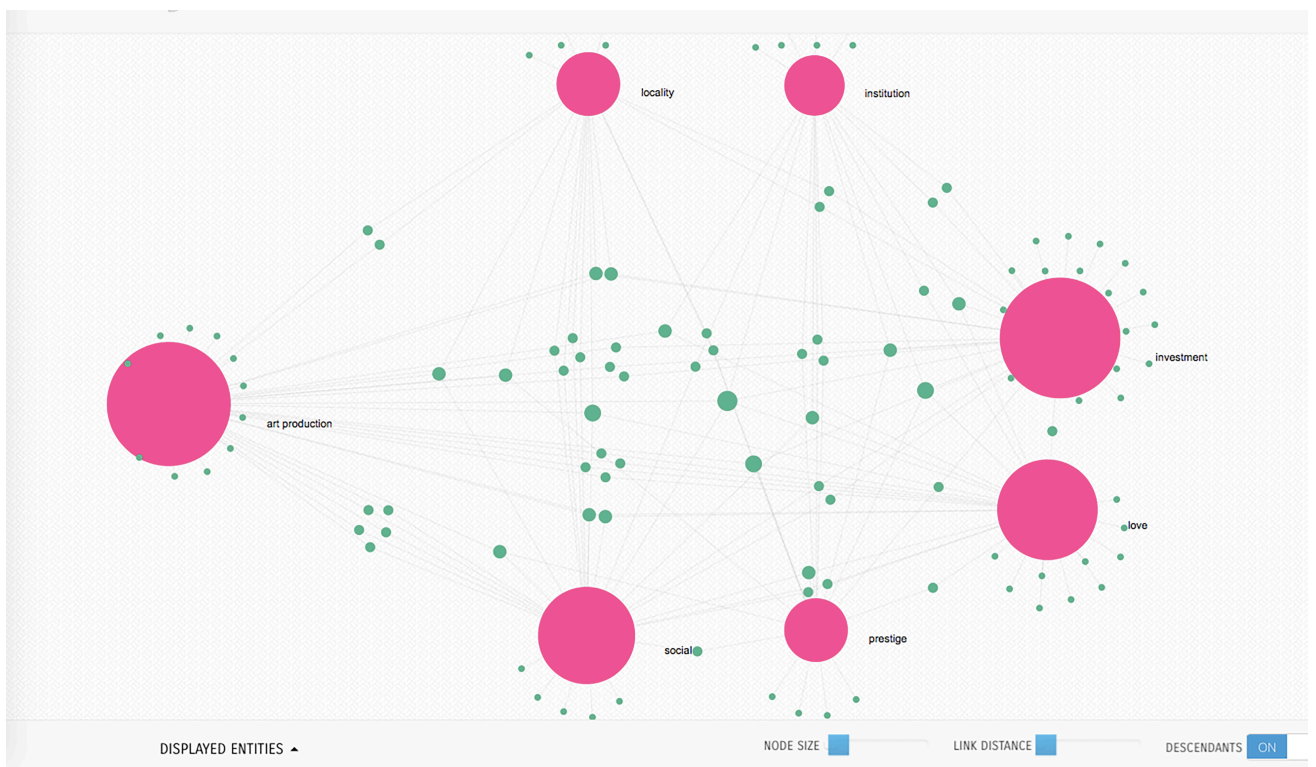 locality
institution
investment
art production
love
social
prestige
DISPLAYED ENTITIES
NODE SIZE
LINK DISTANCE
DESCENDANTS
ON